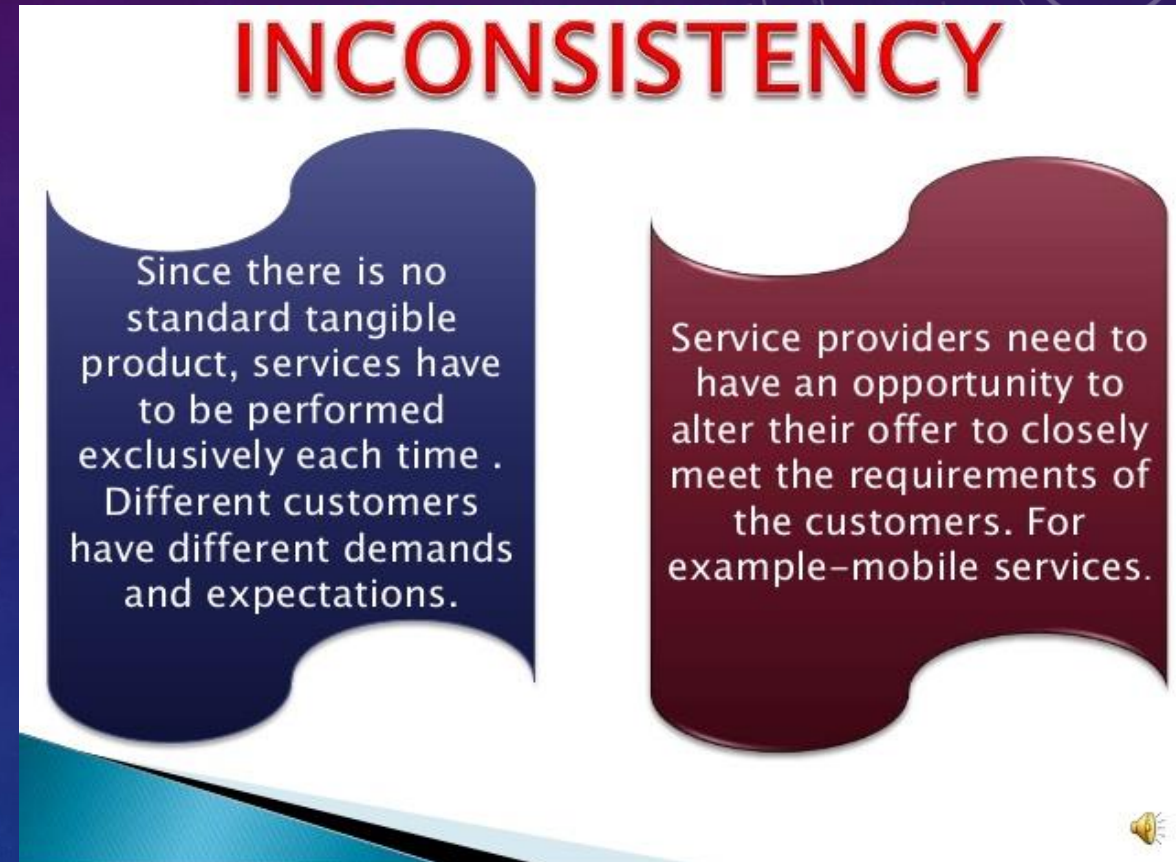 INCONSISTENCY
Since there is no
standard tangible
product, services have
to be performed
exclusively each time .
Different customers
have different demands
and expectations.
Service providers need to
have an opportunity to
alter their offer to closely
meet the requirements of
the customers. For
example-mobile services.